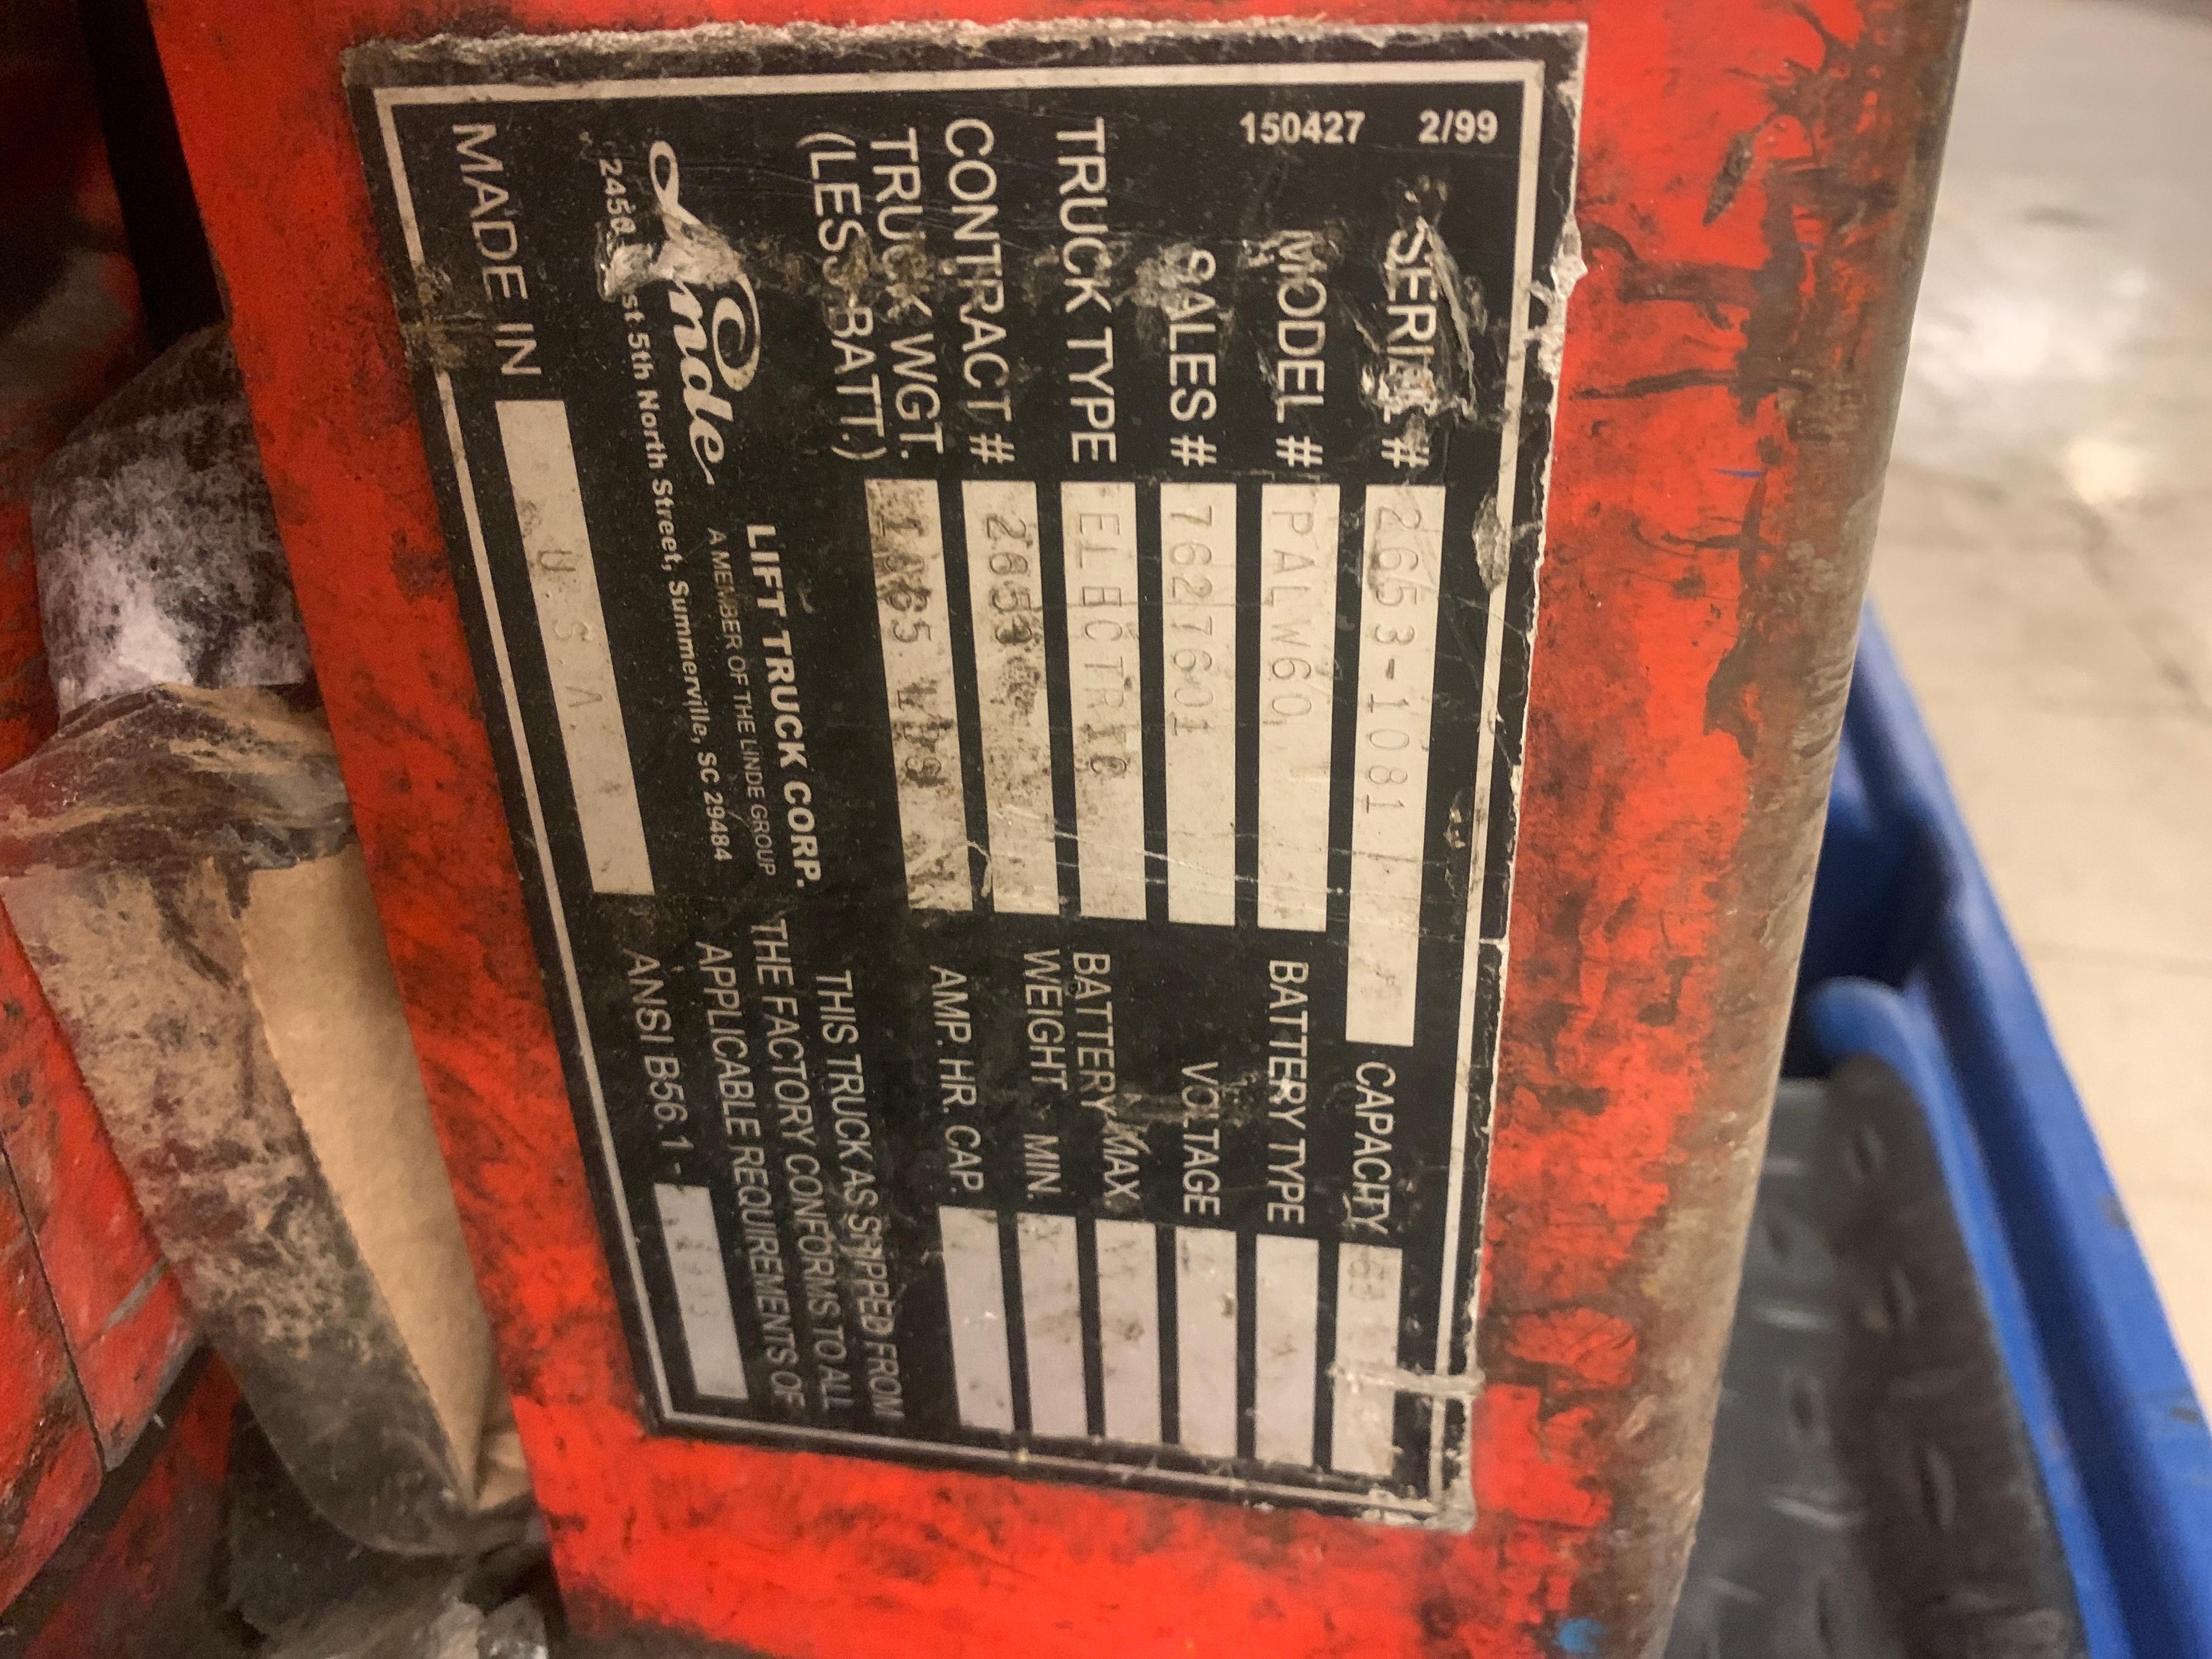 150427 2/99
SERIAL # 2653-1081 CAPACITY
MODEL # PALW60 BATTERY TYPE
SALES # 7627601 VOLTAGE
TRUCK TYPE ELECTRIC BATTERY MAX.
CONTRACT # 2653 WEIGHT MIN.
TRUCK WGT. AMP. HR. CAP.
(LESS BATT.)
Linde LIFT TRUCK CORP.
A MEMBER OF THE LINDE GROUP
5th North Street, Summerville, SC 29484
MADE IN U S A
THIS TRUCK AS SHIPPED FROM
THE FACTORY CONFORMS TO ALL
APPLICABLE REQUIREMENTS OF
ANSI B56.1 -